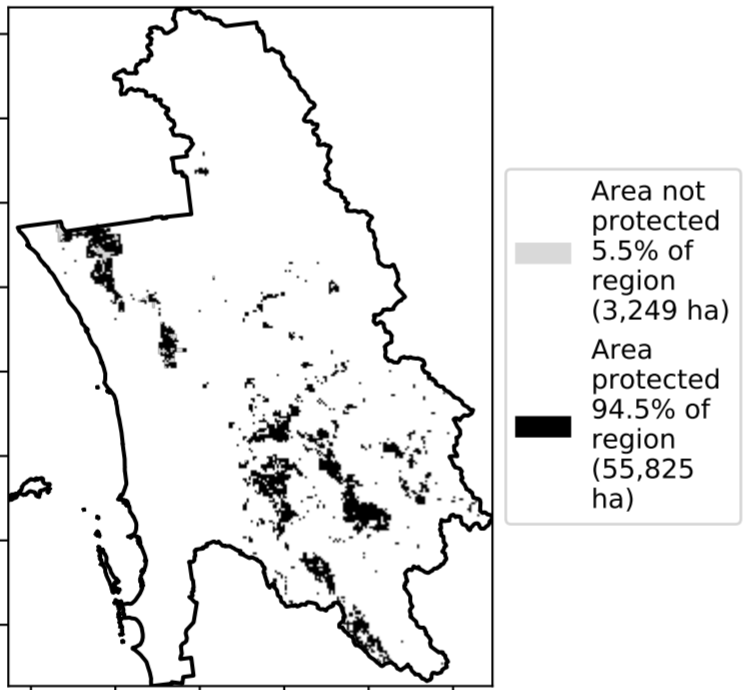 Area not
protected
5.5% of
region
(3,249 ha)
Area
protected
94.5% of
region
(55,825
ha)